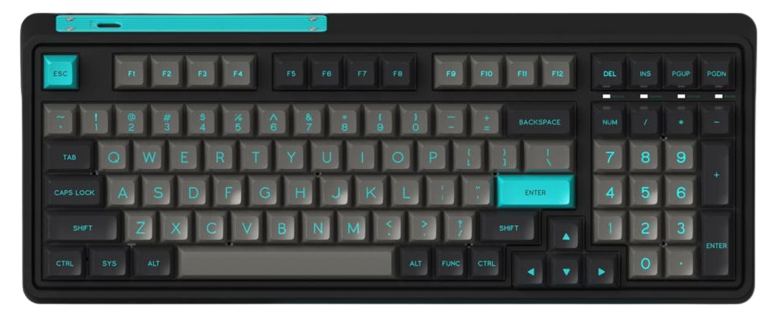 ESC F1 F2 F3 F4 F5 F6 F7 F8 F9 F10 F11 F12 DEL INS PGUP PGDN
~ ! @ # $ % ^ & * ( ) — +
` 1 2 3 4 5 6 7 8 9 0 - = BACKSPACE NUM / * −
TAB Q W E R T Y U I O P { } | 7 8 9 +
[ ] \
CAPS LOCK A S D F G H J K L : " ENTER 4 5 6
; '
SHIFT Z X C V B N M < > ? SHIFT ▲ 1 2 3 ENTER
, . /
CTRL SYS ALT ALT FUNC CTRL ◀ ▼ ▶ 0 .